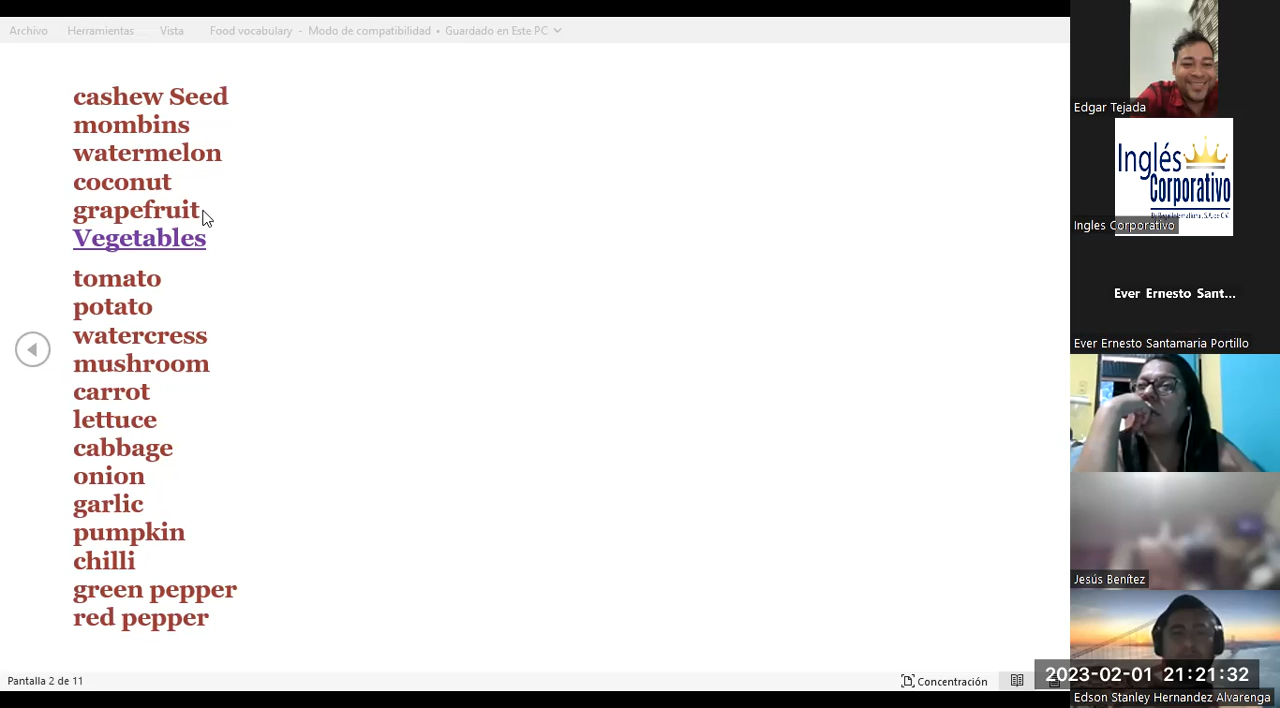 Archivo Herramientas Vista Food vocabulary - Modo de compatibilidad • Guardado en Este PC
cashew Seed
mombins
watermelon
coconut
grapefruit
Vegetables
tomato
potato
watercress
mushroom
carrot
lettuce
cabbage
onion
garlic
pumpkin
chilli
green pepper
red pepper
Pantalla 2 de 11
Concentración
Edgar Tejada
Inglés
Corporativo
Ingles Corporativo
Ever Ernesto Sant...
Ever Ernesto Santamaria Portillo
Jesús Benítez
2023-02-01 21:21:32
Edson Stanley Hernandez Alvarenga